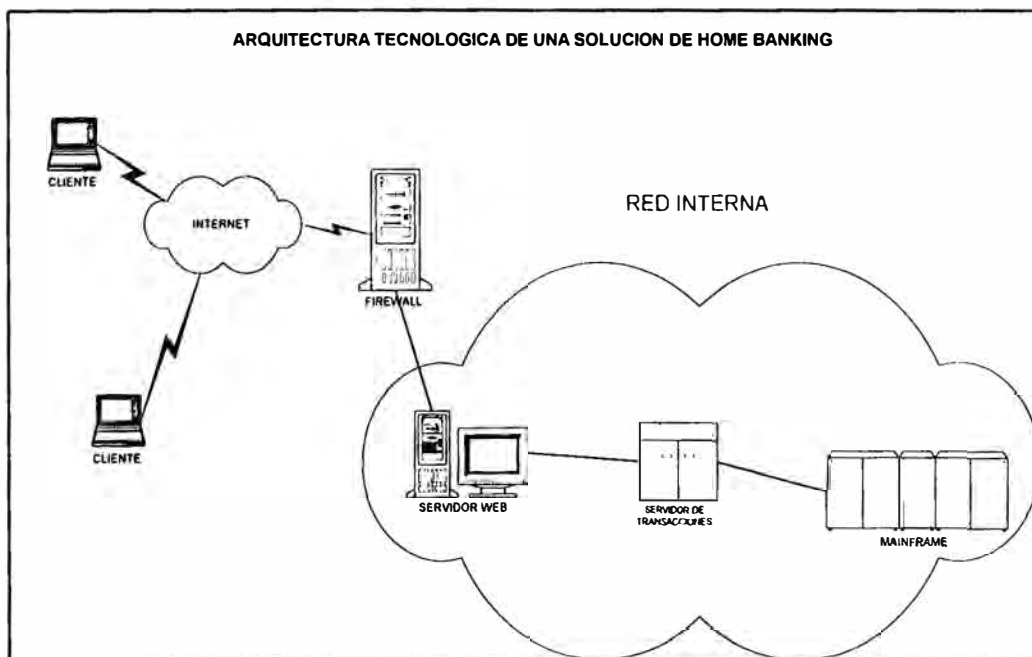 ARQUITECTURA TECNOLOGICA DE UNA SOLUCION DE HOME BANKING
CLIENTE
INTERNET
RED INTERNA
FIREWALL
CLIENTE
SERVIDOR WEB
SERVIDOR DE
TRANSACCIONES
MAINFRAME